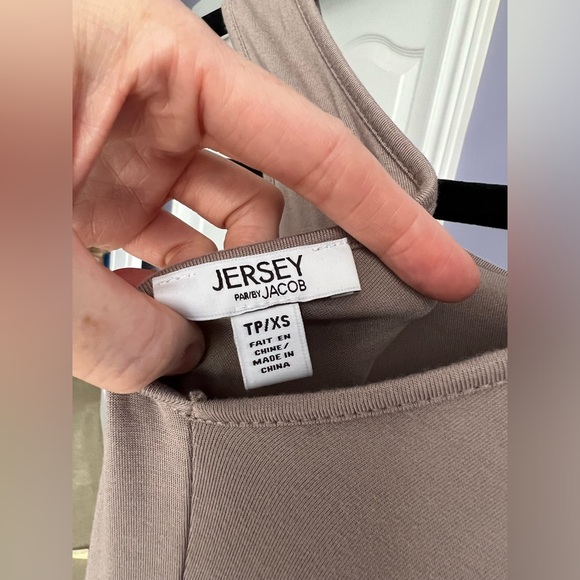 JERSEY
PAR/BY JACOB
TP/XS
FAIT EN
CHINE/
MADE IN
CHINA